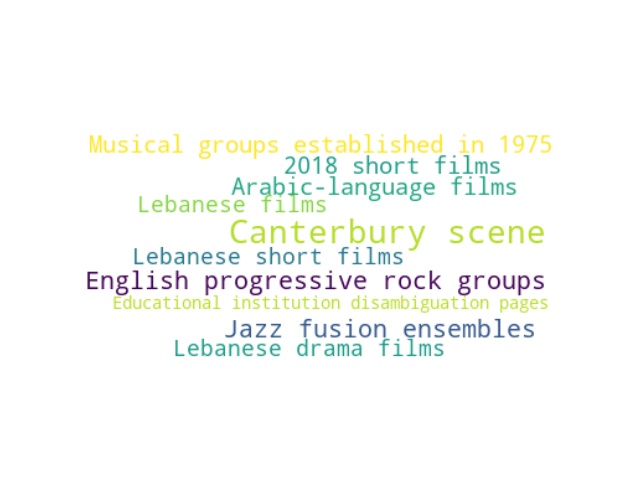 Musical groups established in 1975
2018 short films
Arabic-language films
Lebanese films
Canterbury scene
Lebanese short films
English progressive rock groups
Educational institution disambiguation pages
Jazz fusion ensembles
Lebanese drama films